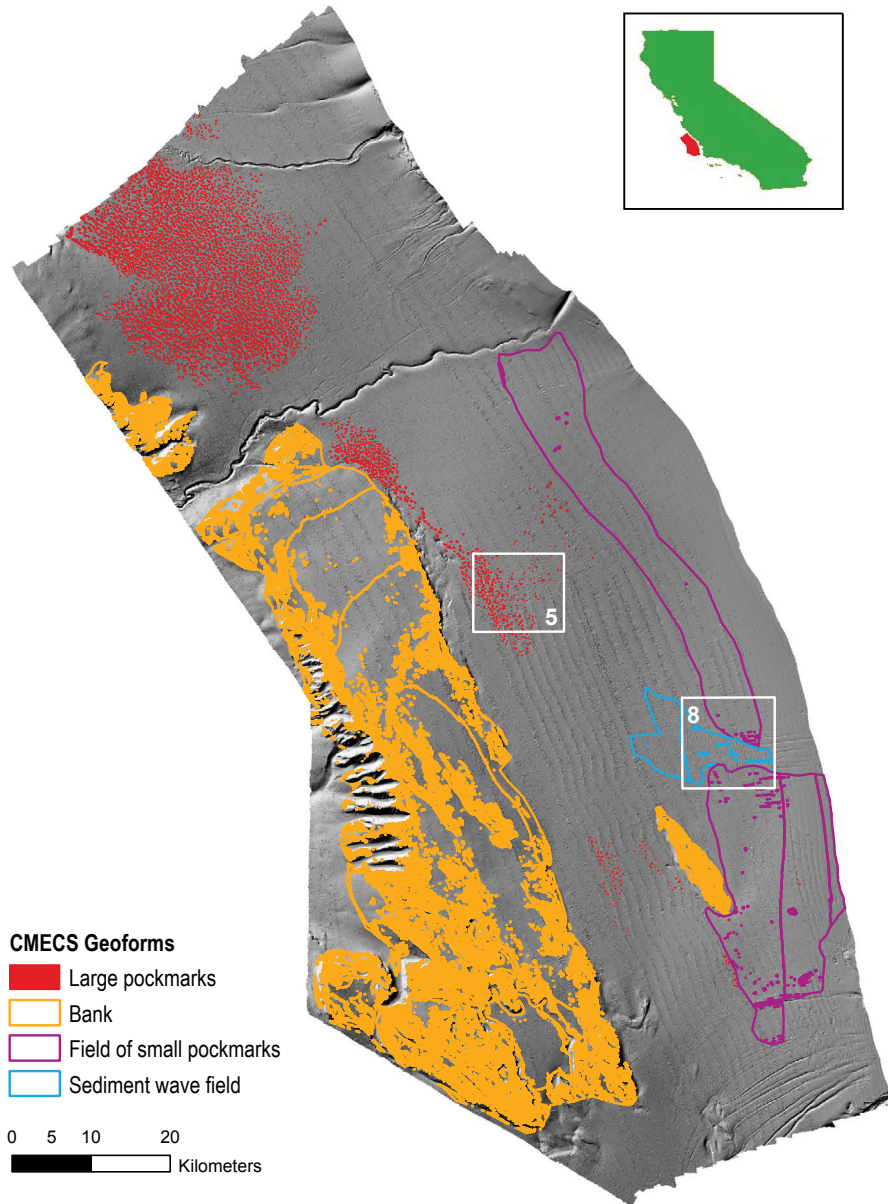 5
8
CMECS Geoforms
Large pockmarks
Bank
Field of small pockmarks
Sediment wave field
0 5 10 20
Kilometers